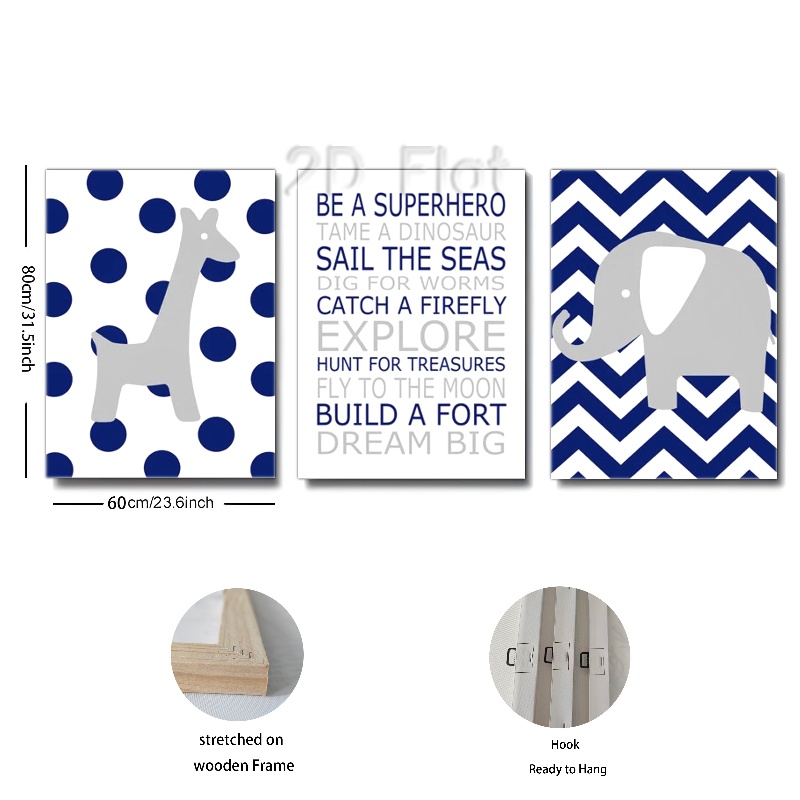 2D Flat
BE A SUPERHERO
TAME A DINOSAUR
SAIL THE SEAS
DIG FOR WORMS
CATCH A FIREFLY
EXPLORE
HUNT FOR TREASURES
FLY TO THE MOON
BUILD A FORT
DREAM BIG
80cm/31.5inch
60cm/23.6inch
stretched on
wooden Frame
Hook
Ready to Hang